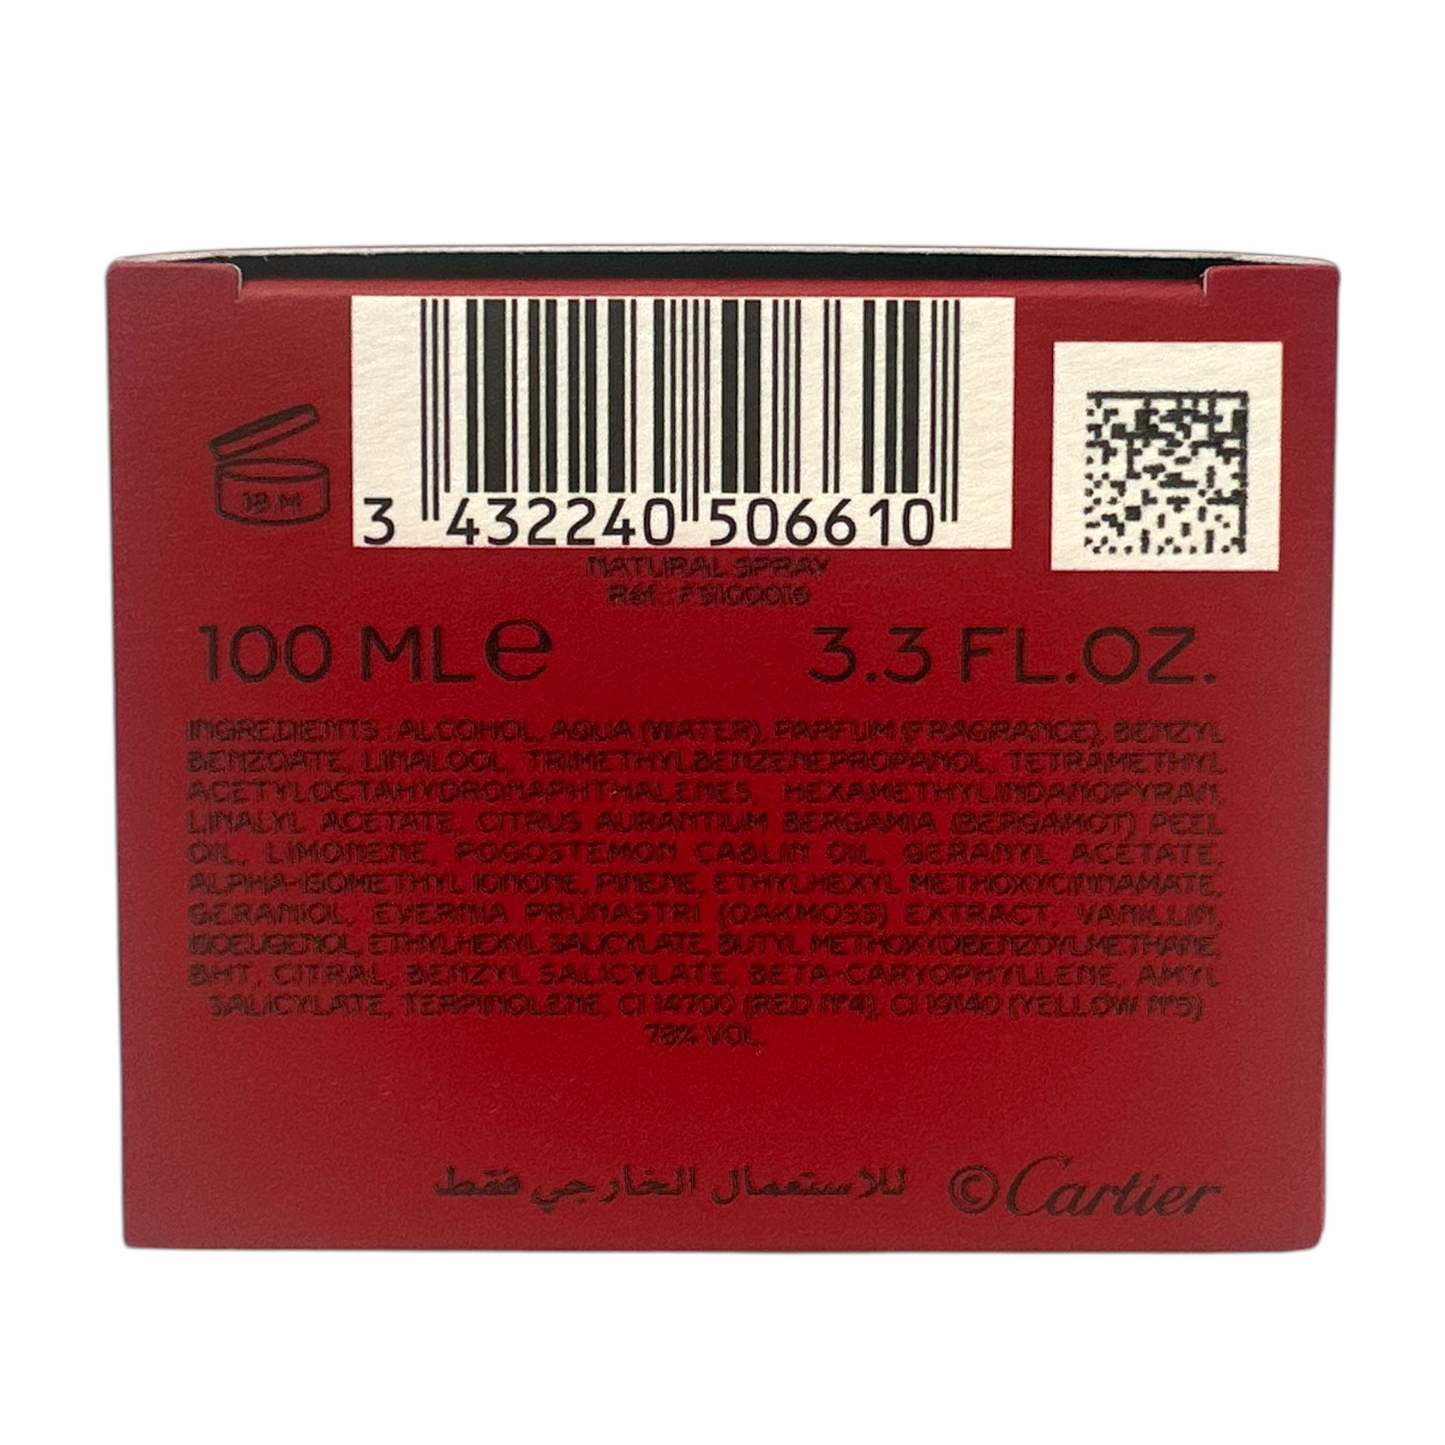 18 M
3 432240 506610
NATURAL SPRAY
Réf.: FS100016
100 ML e 3.3 FL.OZ.
INGREDIENTS : ALCOHOL, AQUA (WATER), PARFUM (FRAGRANCE), BENZYL
BENZOATE, LINALOOL, TRIMETHYLBENZENEPROPANOL, TETRAMETHYL
ACETYLOCTAHYDRONAPHTHALENES, HEXAMETHYLINDANOPYRAN,
LINALYL ACETATE, CITRUS AURANTIUM BERGAMIA (BERGAMOT) PEEL
OIL, LIMONENE, POGOSTEMON CABLIN OIL, GERANYL ACETATE,
ALPHA-ISOMETHYL IONONE, PINENE, ETHYLHEXYL METHOXYCINNAMATE,
GERANIOL, EVERNIA PRUNASTRI (OAKMOSS) EXTRACT, VANILLIN,
ISOEUGENOL, ETHYLHEXYL SALICYLATE, BUTYL METHOXYDIBENZOYLMETHANE,
BHT, CITRAL, BENZYL SALICYLATE, BETA-CARYOPHYLLENE, AMYL
SALICYLATE, TERPINOLENE, CI 14700 (RED N°4), CI 19140 (YELLOW N°5)
78% VOL.
للاستعمال الخارجي فقط ©Cartier